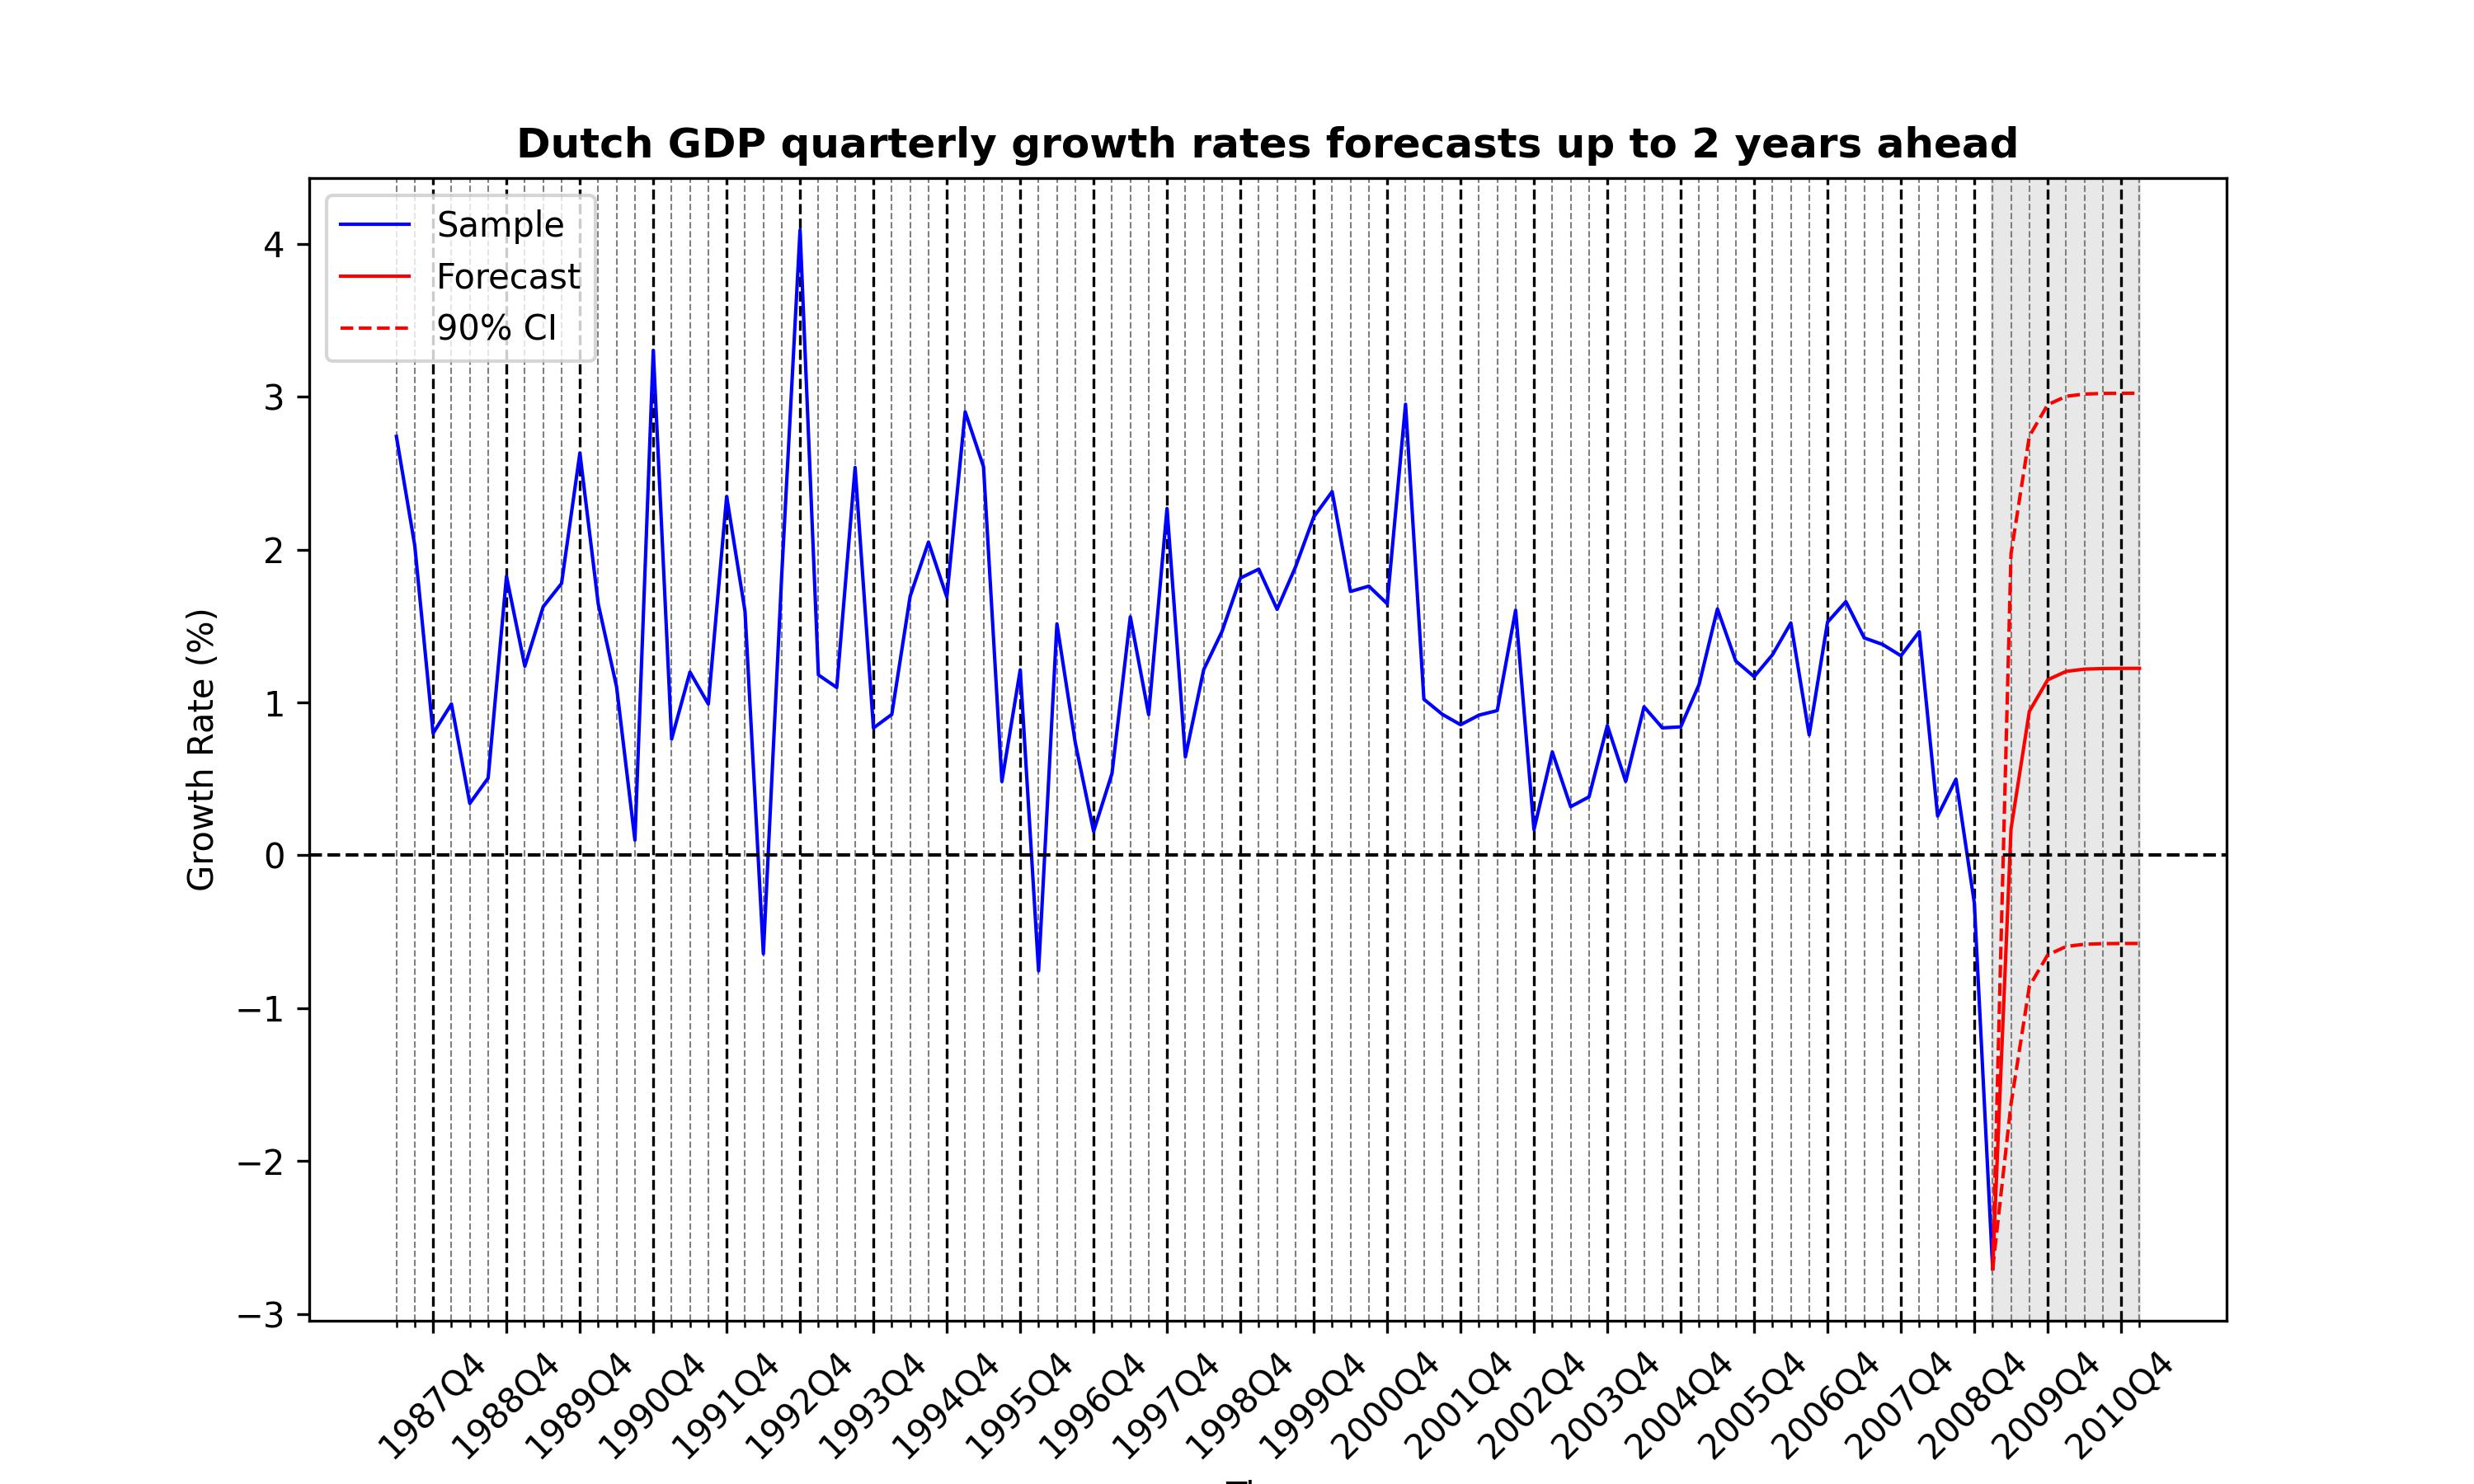 Dutch GDP quarterly growth rates forecasts up to 2 years ahead
Sample
Forecast
90% CI
Growth Rate (%)
4
3
2
1
0
−1
−2
−3
1987Q4
1988Q4
1989Q4
1990Q4
1991Q4
1992Q4
1993Q4
1994Q4
1995Q4
1996Q4
1997Q4
1998Q4
1999Q4
2000Q4
2001Q4
2002Q4
2003Q4
2004Q4
2005Q4
2006Q4
2007Q4
2008Q4
2009Q4
2010Q4